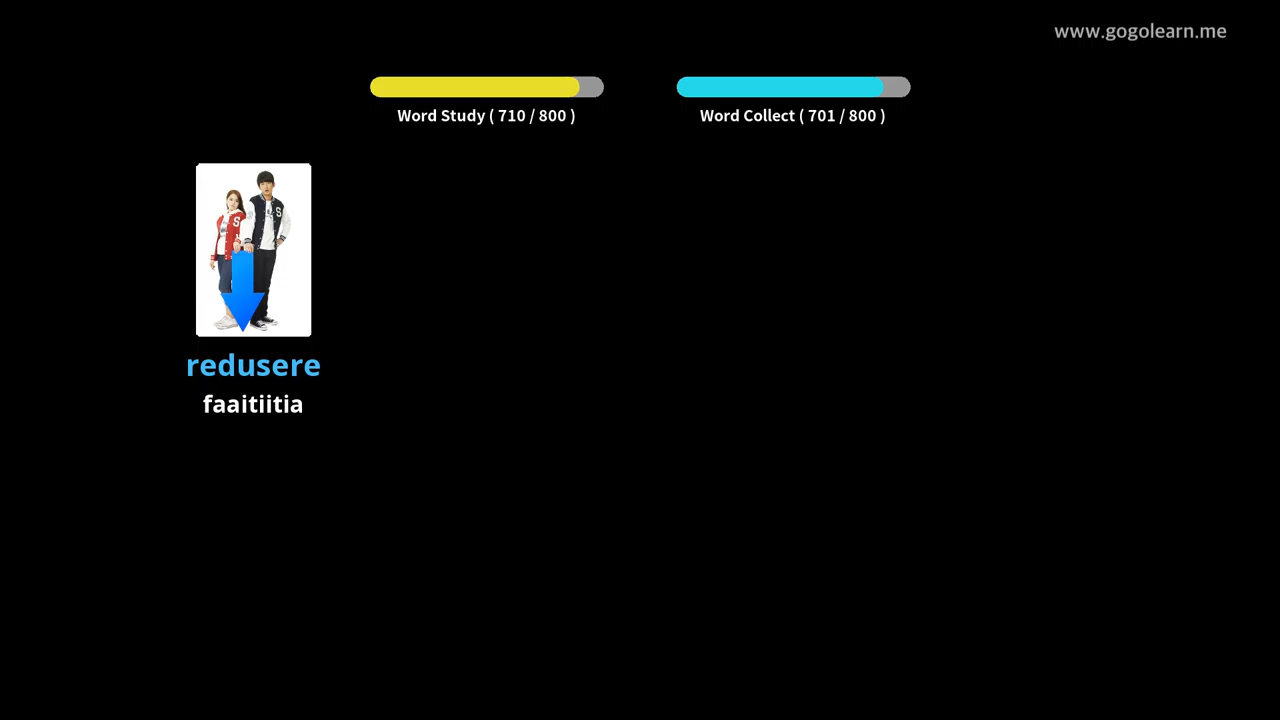 www.gogolearn.me
Word Study ( 710 / 800 )
Word Collect ( 701 / 800 )
S
S
redusere
faaitiitia